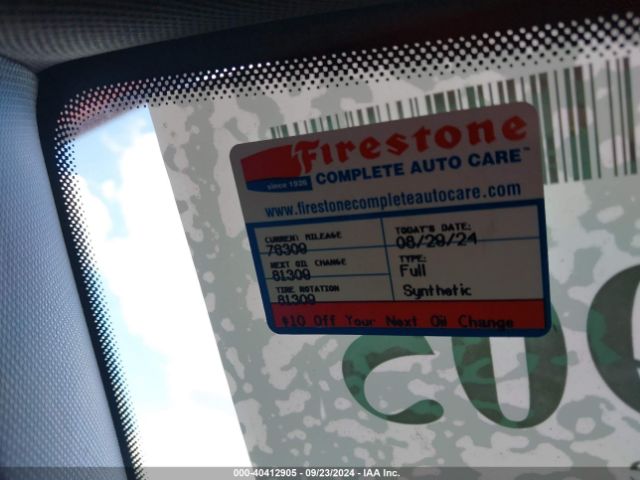 Firestone
since 1926
COMPLETE AUTO CARE™
www.firestonecompleteautocare.com
CURRENT MILEAGE
76309
NEXT OIL CHANGE
81309
TIRE ROTATION
81309
TODAY'S DATE:
08/29/24
TYPE:
Full
Synthetic
$10 Off Your Next Oil Change
000-40412905 - 09/23/2024 - IAA Inc.